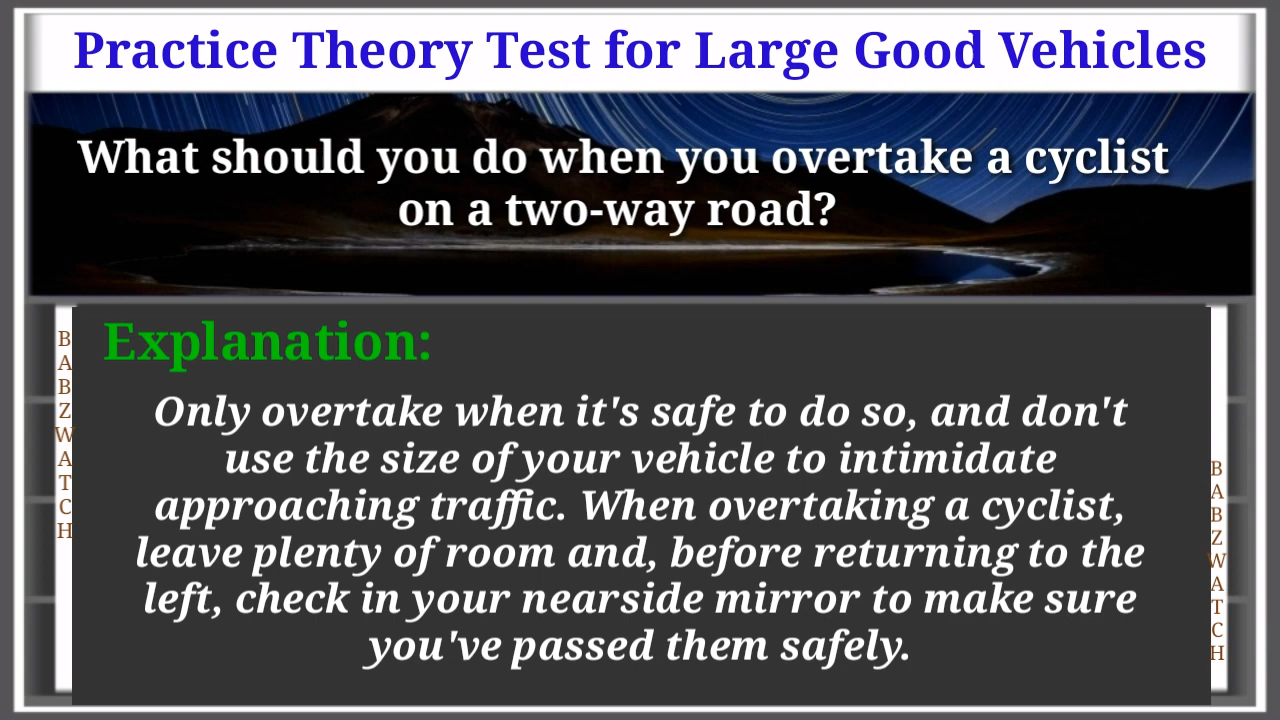 Practice Theory Test for Large Good Vehicles
What should you do when you overtake a cyclist
on a two-way road?
Explanation:
Only overtake when it's safe to do so, and don't
use the size of your vehicle to intimidate
approaching traffic. When overtaking a cyclist,
leave plenty of room and, before returning to the
left, check in your nearside mirror to make sure
you've passed them safely.
BABZWATCH
BABZWATCH